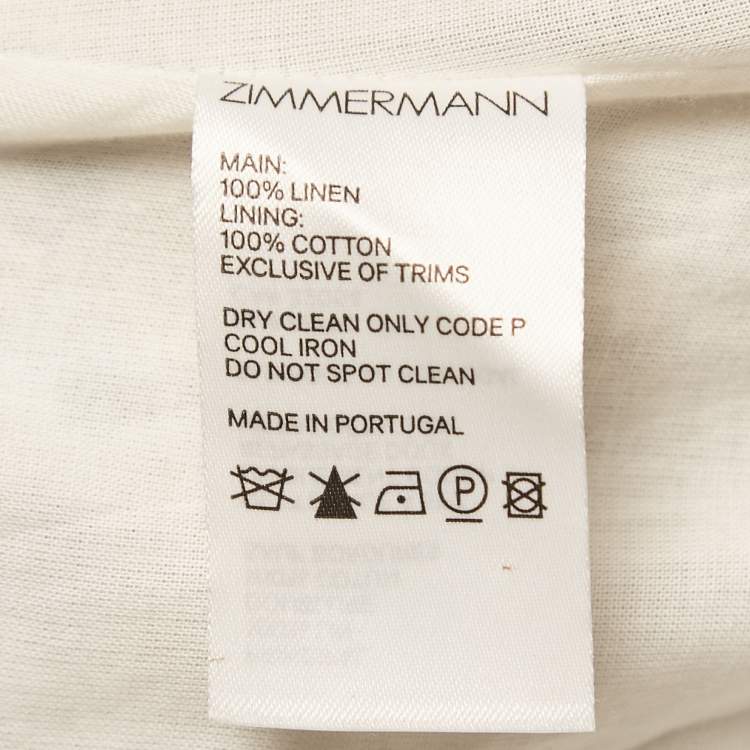 ZIMMERMANN
MAIN:
100% LINEN
LINING:
100% COTTON
EXCLUSIVE OF TRIMS
DRY CLEAN ONLY CODE P
COOL IRON
DO NOT SPOT CLEAN
MADE IN PORTUGAL
P